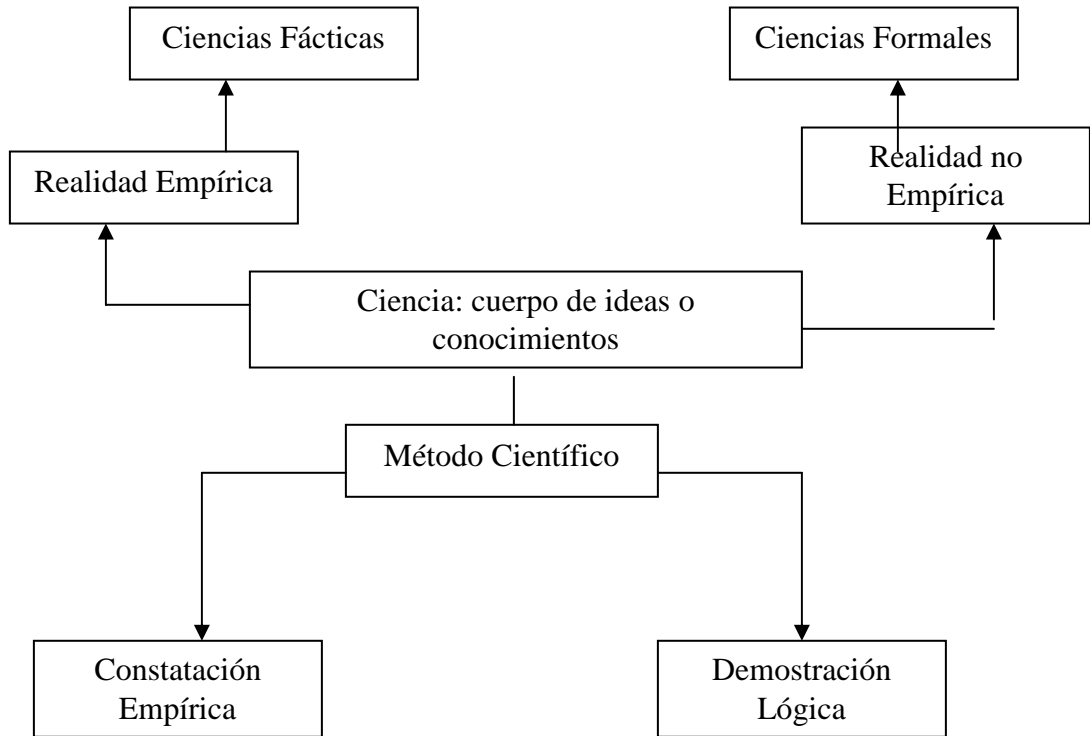 Ciencias Fácticas
Ciencias Formales
Realidad Empírica
Realidad no
Empírica
Ciencia: cuerpo de ideas o
conocimientos
Método Científico
Constatación
Empírica
Demostración
Lógica